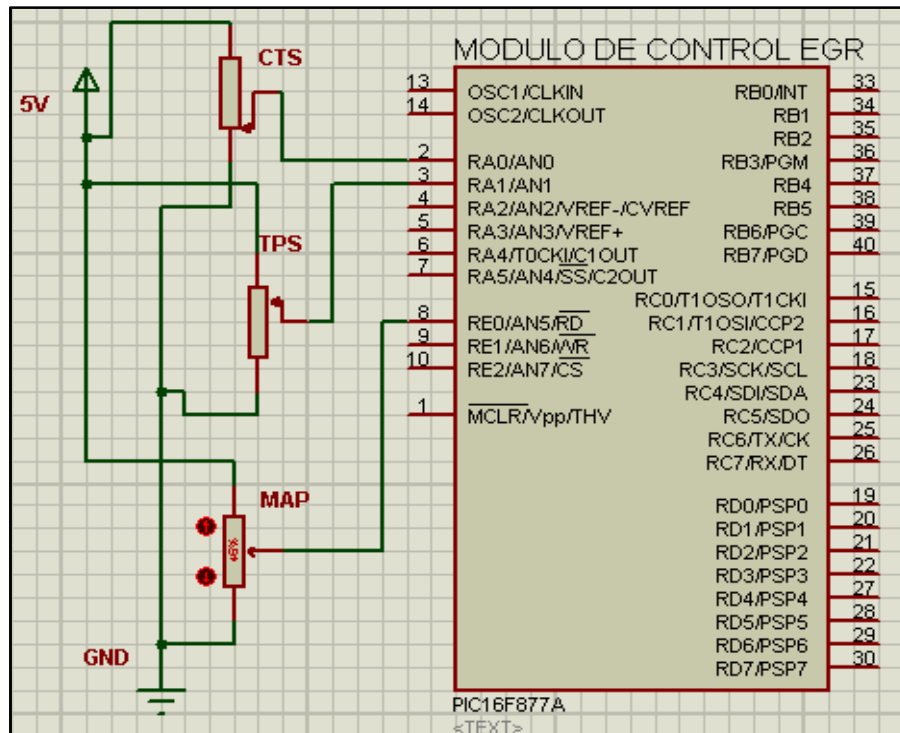 MODULO DE CONTROL EGR
CTS
5V
TPS
MAP
46%
GND
13 OSC1/CLKIN
14 OSC2/CLKOUT
2 RA0/AN0
3 RA1/AN1
4 RA2/AN2/VREF-/CVREF
5 RA3/AN3/VREF+
6 RA4/T0CKI/C1OUT
7 RA5/AN4/SS/C2OUT
8 RE0/AN5/RD
9 RE1/AN6/WR
10 RE2/AN7/CS
1 MCLR/Vpp/THV
RB0/INT 33
RB1 34
RB2 35
RB3/PGM 36
RB4 37
RB5 38
RB6/PGC 39
RB7/PGD 40
RC0/T1OSO/T1CKI 15
RC1/T1OSI/CCP2 16
RC2/CCP1 17
RC3/SCK/SCL 18
RC4/SDI/SDA 23
RC5/SDO 24
RC6/TX/CK 25
RC7/RX/DT 26
RD0/PSP0 19
RD1/PSP1 20
RD2/PSP2 21
RD3/PSP3 22
RD4/PSP4 27
RD5/PSP5 28
RD6/PSP6 29
RD7/PSP7 30
PIC16F877A
<TEXT>